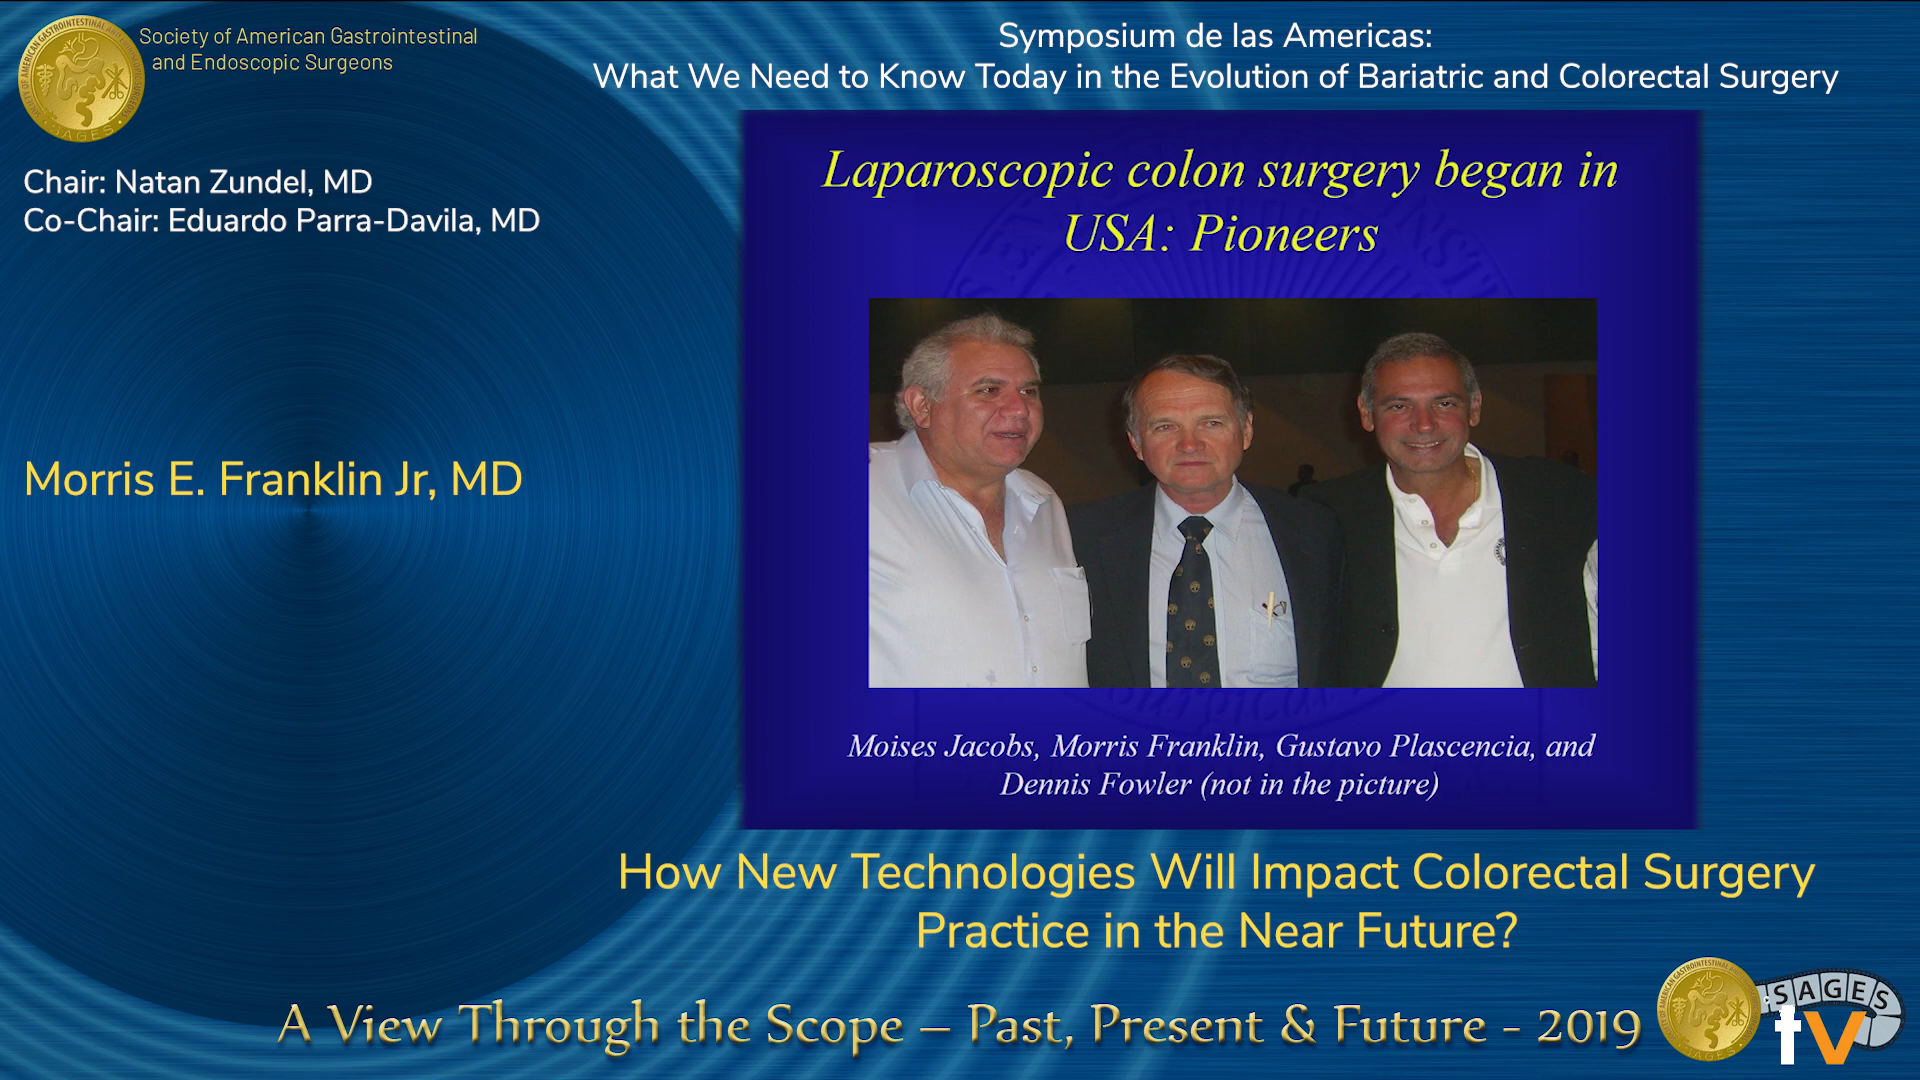 Society of American Gastrointestinal
and Endoscopic Surgeons
Symposium de las Americas:
What We Need to Know Today in the Evolution of Bariatric and Colorectal Surgery
Chair: Natan Zundel, MD
Co-Chair: Eduardo Parra-Davila, MD
Laparoscopic colon surgery began in
USA: Pioneers
Morris E. Franklin Jr, MD
Moises Jacobs, Morris Franklin, Gustavo Plascencia, and
Dennis Fowler (not in the picture)
How New Technologies Will Impact Colorectal Surgery
Practice in the Near Future?
A View Through the Scope – Past, Present & Future - 2019
SAGES
tv